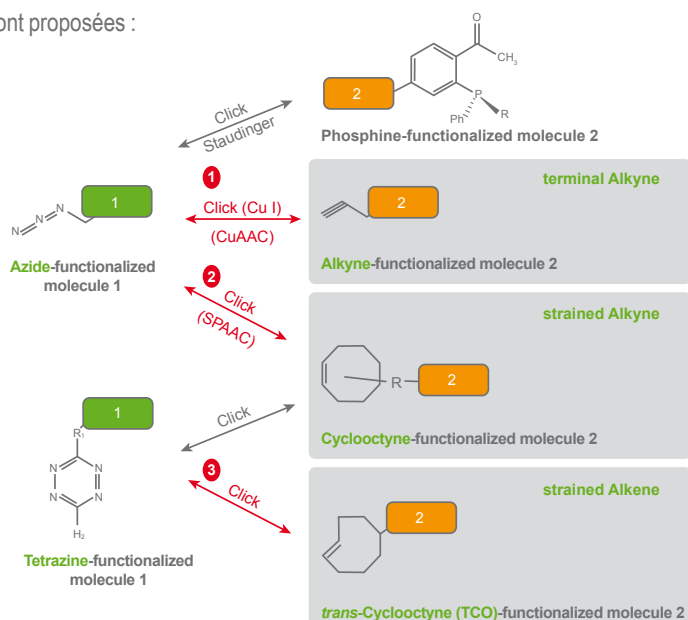 ont proposées :
O
CH3
2
P
Ph
R
Click
Staudinger
Phosphine-functionalized molecule 2
1
N
N
N
Azide-functionalized
molecule 1
1
Click (Cu I)
(CuAAC)
terminal Alkyne
2
Alkyne-functionalized molecule 2
2
Click
(SPAAC)
strained Alkyne
R
2
Cyclooctyne-functionalized molecule 2
1
R1
N
N
N
N
H2
Tetrazine-functionalized
molecule 1
Click
3
Click
strained Alkene
2
trans-Cyclooctyne (TCO)-functionalized molecule 2